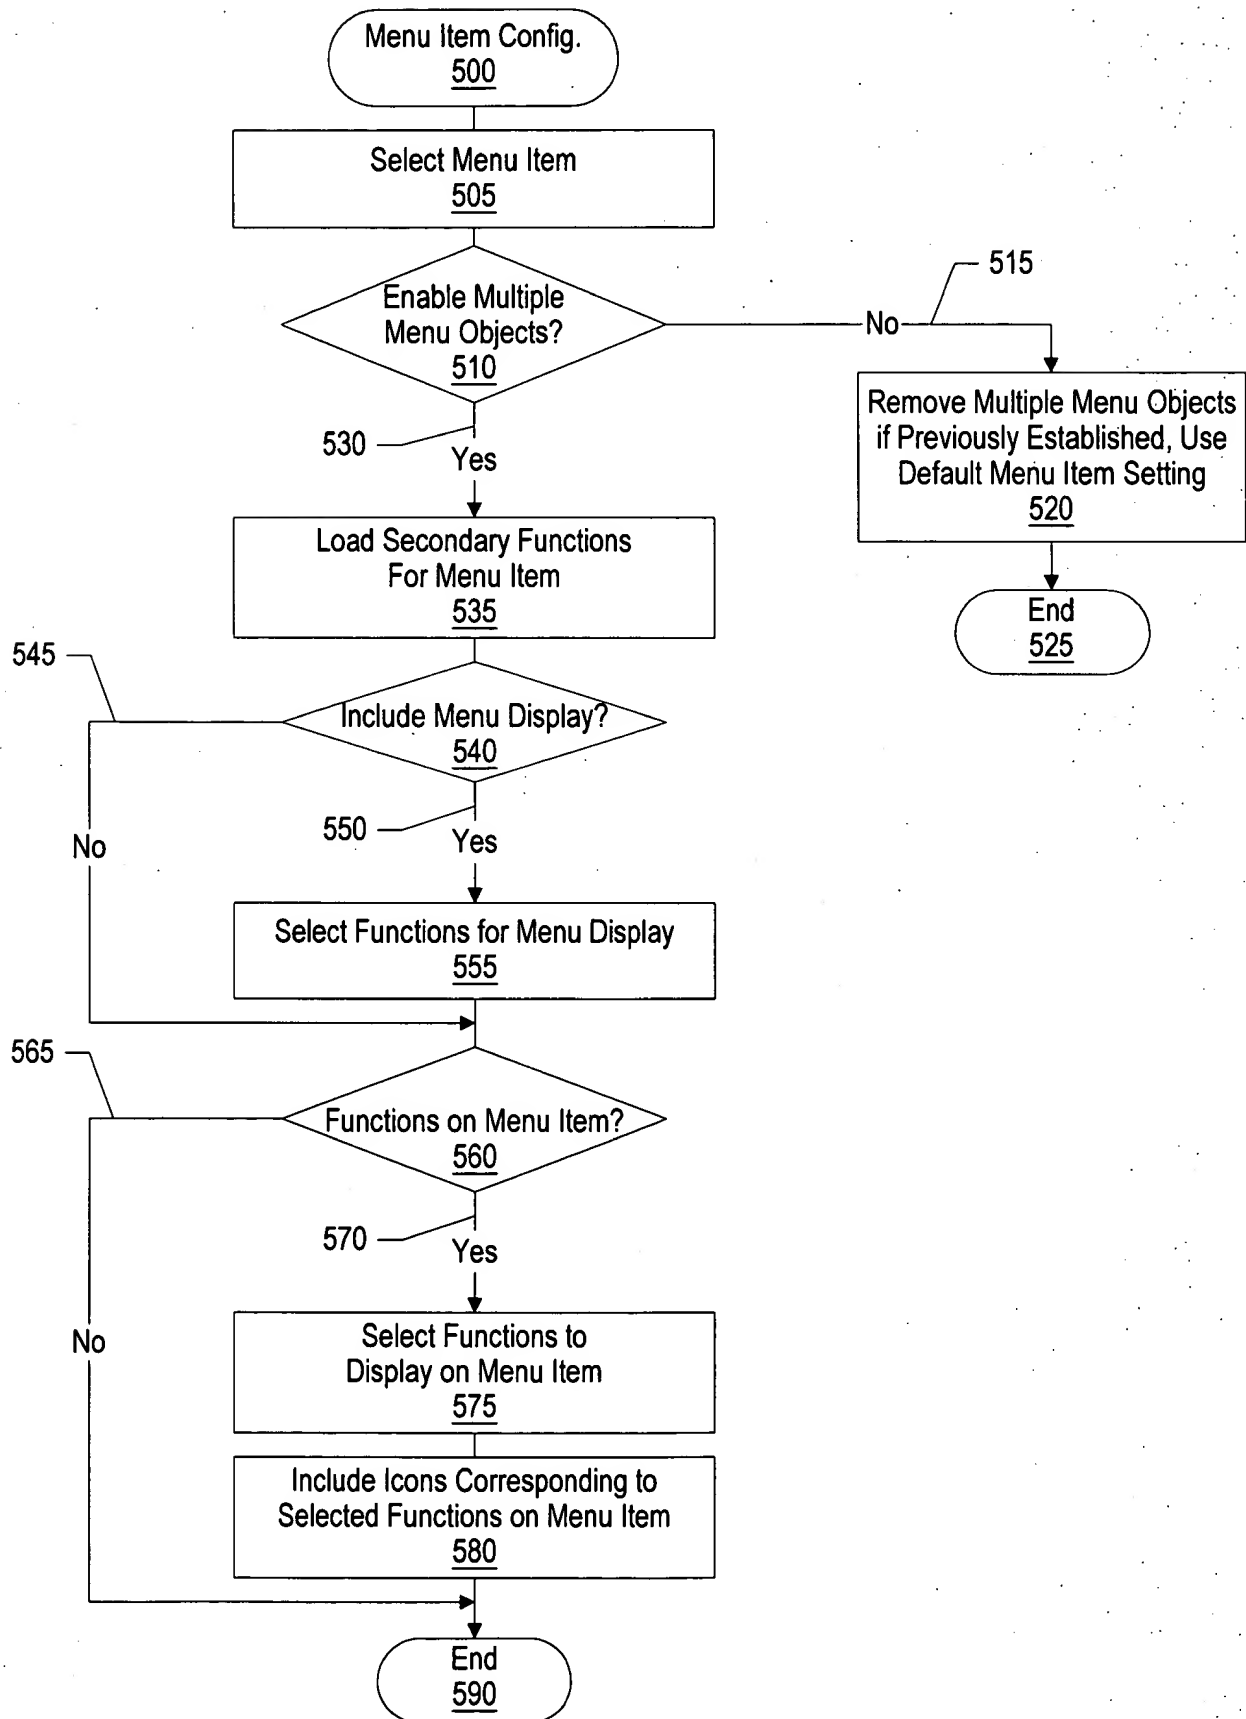 Menu Item Config.
500
Select Menu Item
505
Enable Multiple
Menu Objects?
510
515
No
Remove Multiple Menu Objects
if Previously Established, Use
Default Menu Item Setting
520
End
525
530
Yes
Load Secondary Functions
For Menu Item
535
545
Include Menu Display?
540
550
Yes
No
Select Functions for Menu Display
555
565
Functions on Menu Item?
560
570
Yes
No
Select Functions to
Display on Menu Item
575
Include Icons Corresponding to
Selected Functions on Menu Item
580
End
590